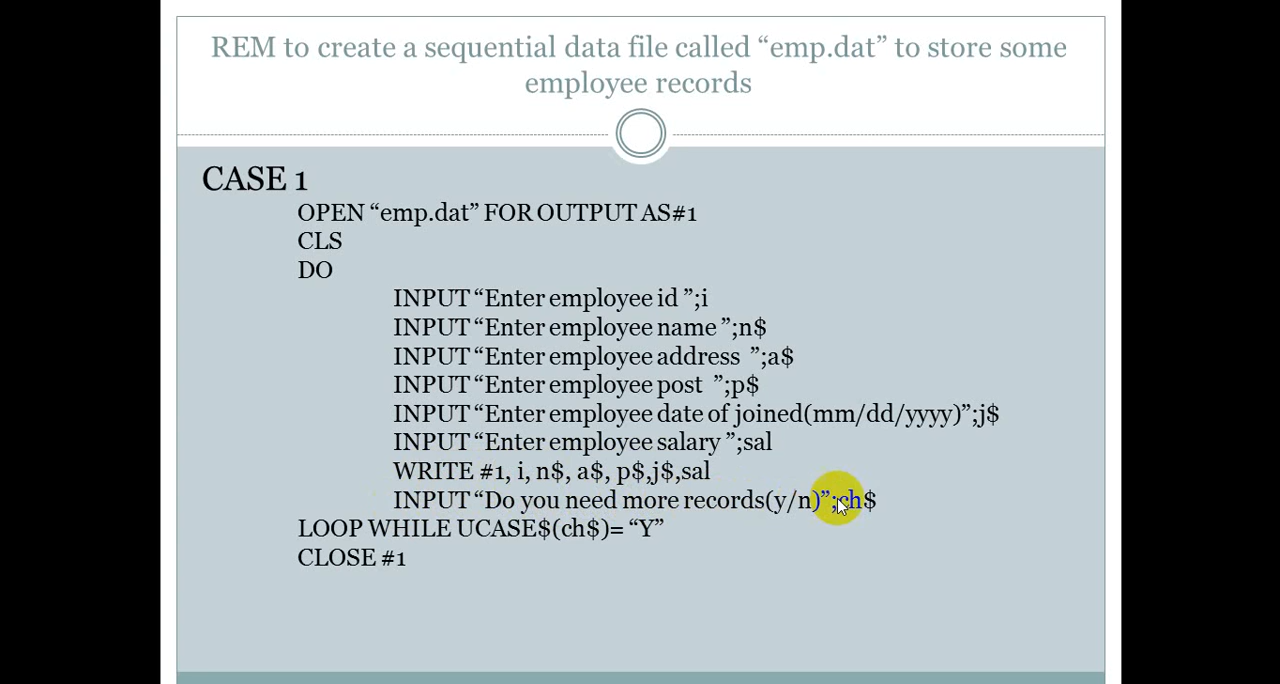 REM to create a sequential data file called “emp.dat” to store some
employee records
CASE 1
OPEN “emp.dat” FOR OUTPUT AS#1
CLS
DO
INPUT “Enter employee id ”;i
INPUT “Enter employee name ”;n$
INPUT “Enter employee address ”;a$
INPUT “Enter employee post ”;p$
INPUT “Enter employee date of joined(mm/dd/yyyy)”;j$
INPUT “Enter employee salary ”;sal
WRITE #1, i, n$, a$, p$,j$,sal
INPUT “Do you need more records(y/n)”;ch$
LOOP WHILE UCASE$(ch$)= “Y”
CLOSE #1